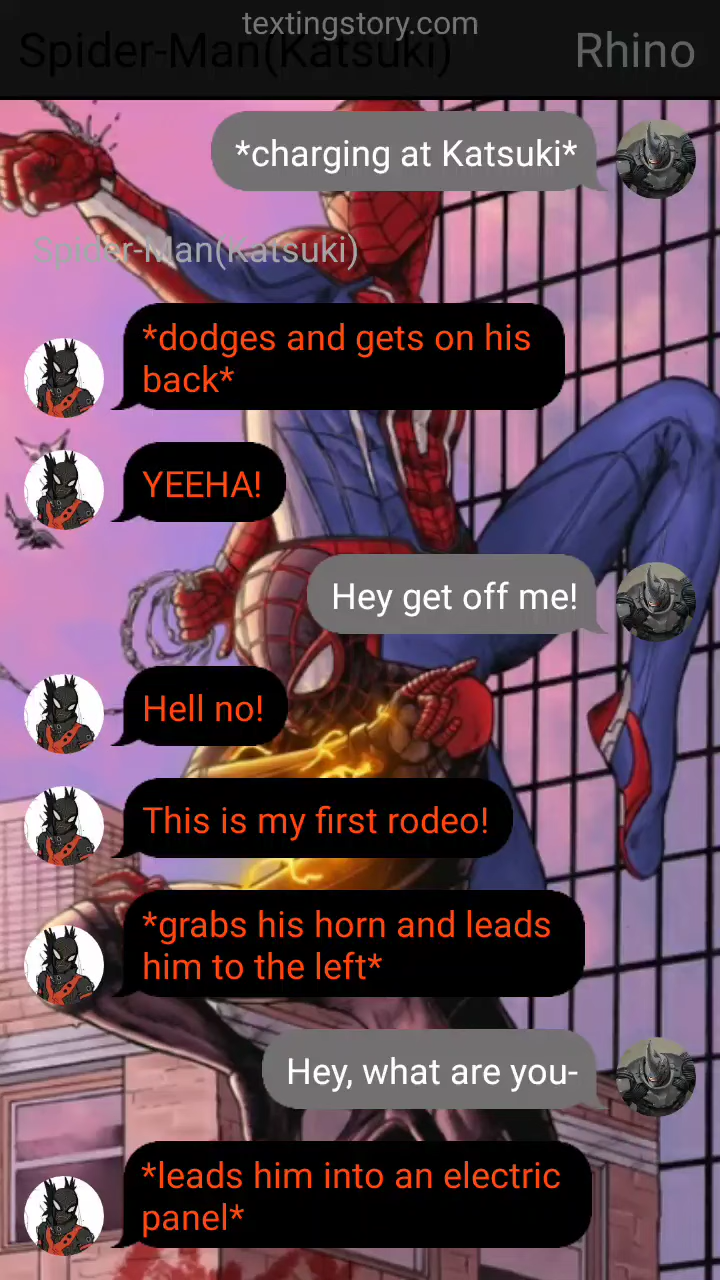 textingstory.com
Spider-Man(Katsuki)
Rhino
*charging at Katsuki*
Spider-Man(Katsuki)
*dodges and gets on his
back*
YEEHA!
Hey get off me!
Hell no!
This is my first rodeo!
*grabs his horn and leads
him to the left*
Hey, what are you-
*leads him into an electric
panel*